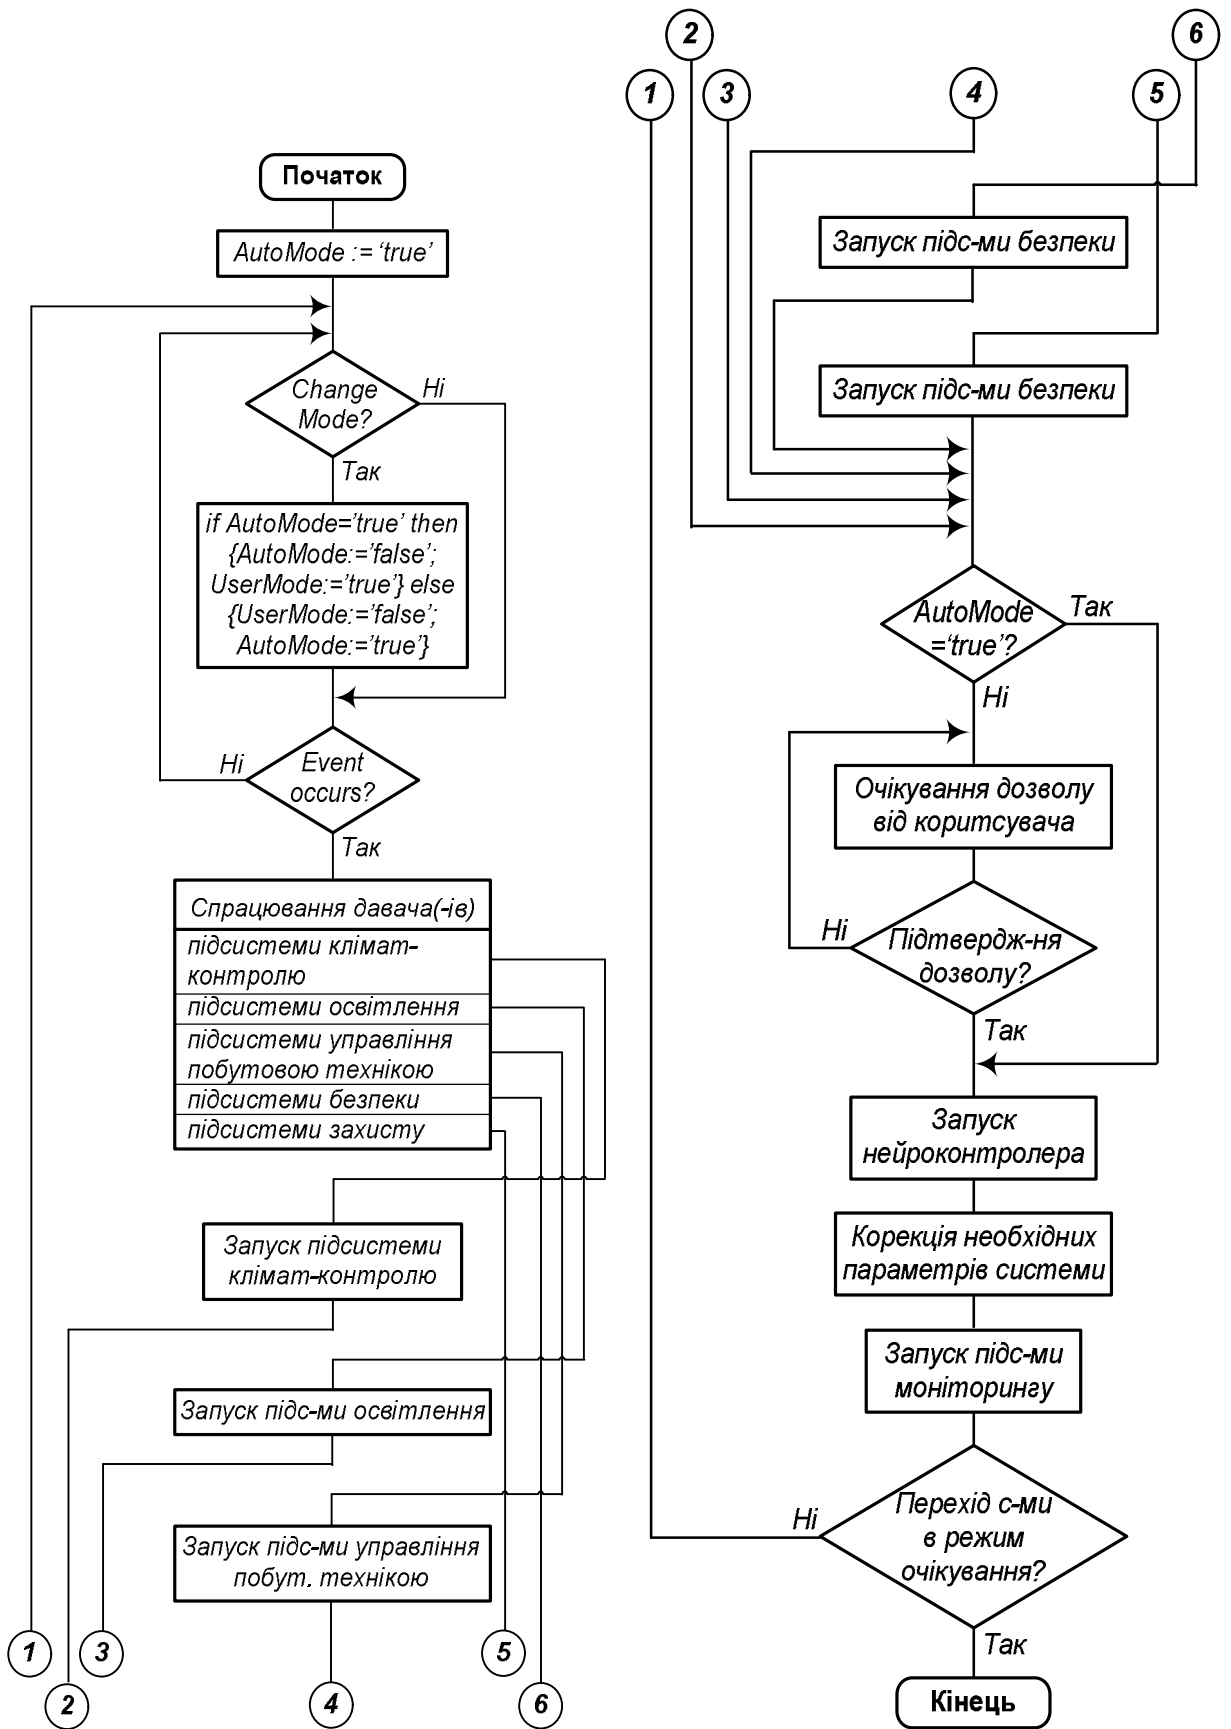 Початок
AutoMode := ‘true’
Change
Mode?
Ні
Так
if AutoMode=’true’ then
{AutoMode:=’false’;
UserMode:=’true’} else
{UserMode:=’false’;
AutoMode:=’true’}
Event
occurs?
Ні
Так
Спрацювання давача(-ів)
підсистеми клімат-
контролю
підсистеми освітлення
підсистеми управління
побутовою технікою
підсистеми безпеки
підсистеми захисту
Запуск підсистеми
клімат-контролю
Запуск підс-ми освітлення
Запуск підс-ми управління
побут. технікою
1
2
3
4
5
6
2
6
1
3
4
5
Запуск підс-ми безпеки
Запуск підс-ми безпеки
AutoMode
=‘true’?
Так
Ні
Очікування дозволу
від коритсувача
Ні
Підтвердж-ня
дозволу?
Так
Запуск
нейроконтролера
Корекція необхідних
параметрів системи
Запуск підс-ми
моніторингу
Ні
Перехід с-ми
в режим
очікування?
Так
Кінець